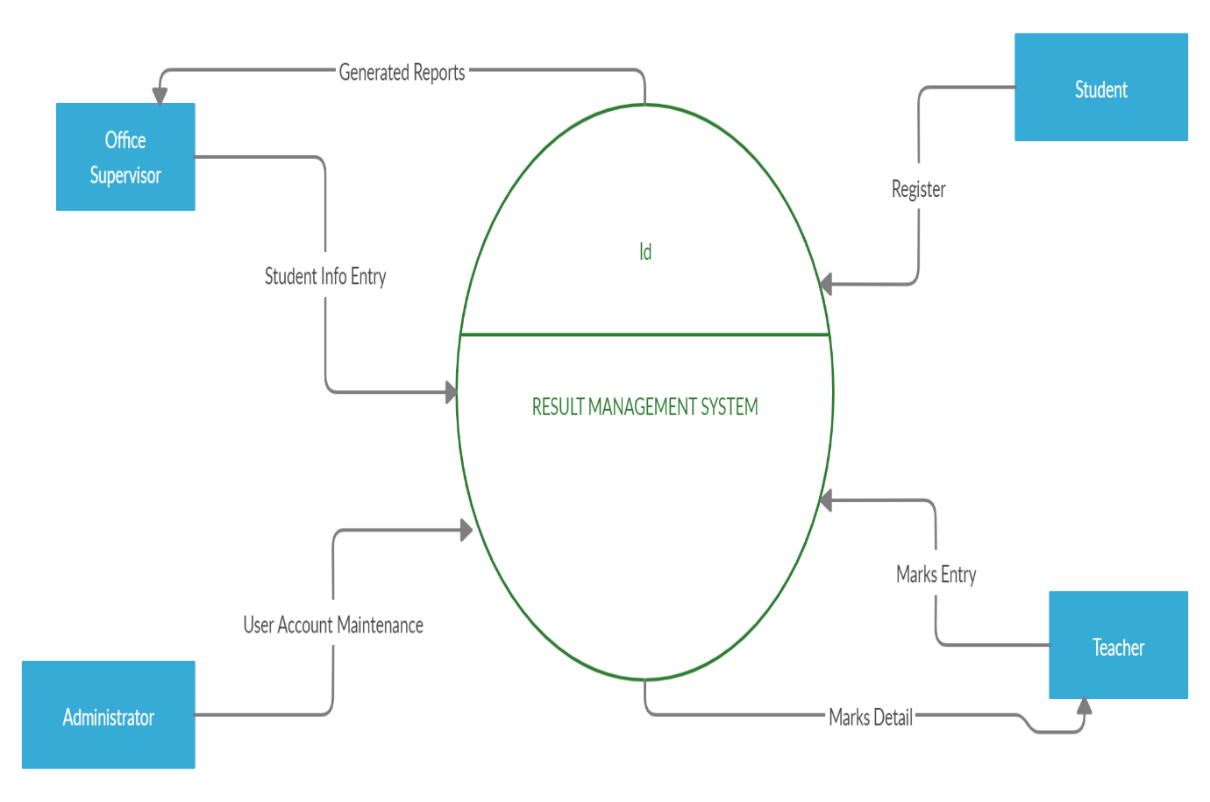 Generated Reports
Student
Office
Supervisor
Register
Id
Student Info Entry
RESULT MANAGEMENT SYSTEM
Marks Entry
User Account Maintenance
Teacher
Administrator
Marks Detail